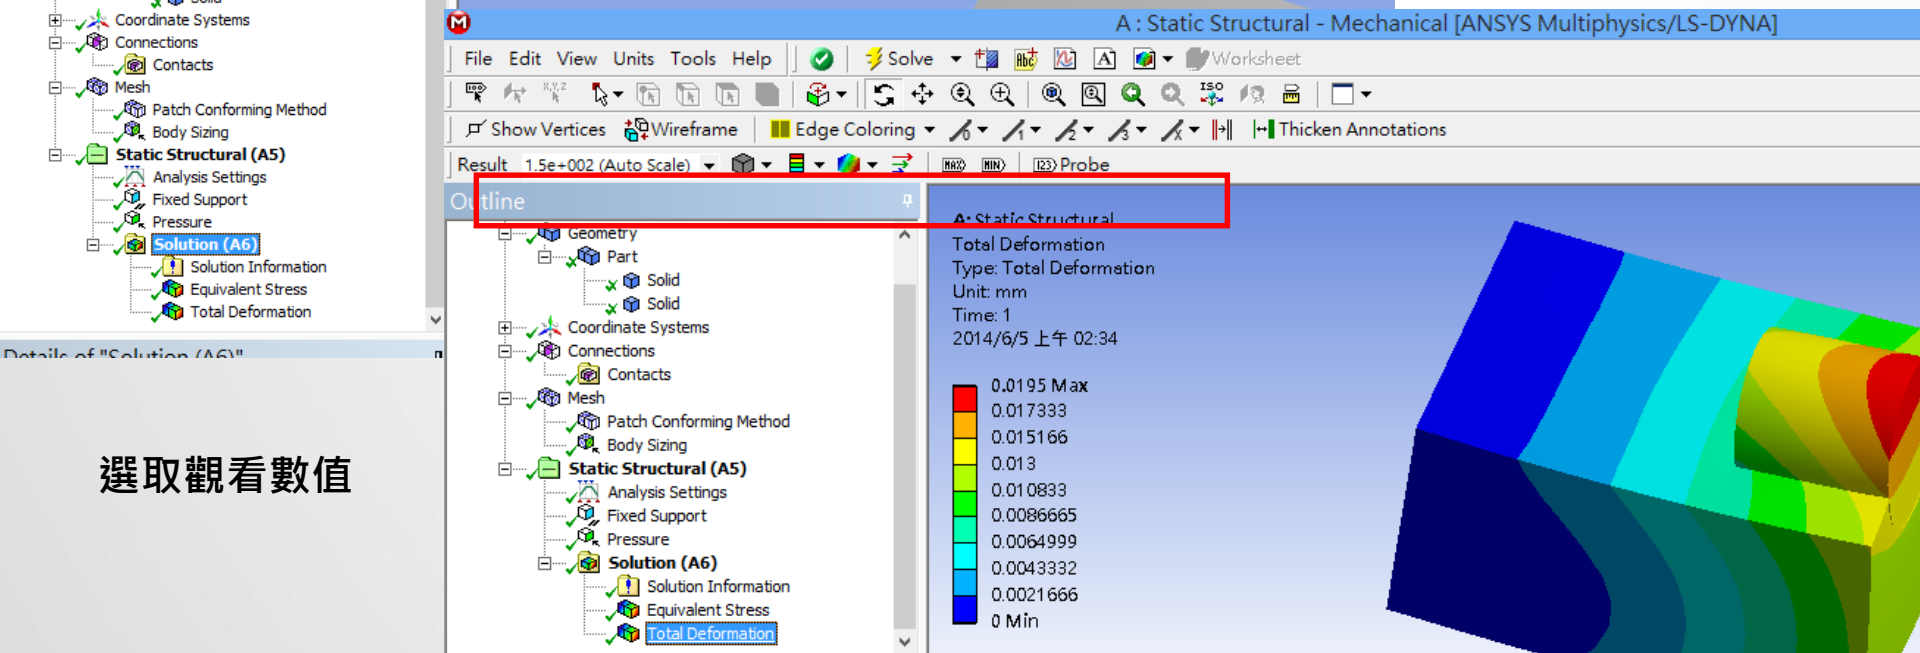 Solid
Coordinate Systems
Connections
Contacts
Mesh
Patch Conforming Method
Body Sizing
Static Structural (A5)
Analysis Settings
Fixed Support
Pressure
Solution (A6)
Solution Information
Equivalent Stress
Total Deformation
Details of "Solution (A6)"
選取觀看數值
A : Static Structural - Mechanical [ANSYS Multiphysics/LS-DYNA]
File Edit View Units Tools Help Solve Worksheet
Show Vertices Wireframe Edge Coloring Thicken Annotations
Result 1.5e+002 (Auto Scale) MAX MIN 123 Probe
Outline
Geometry
Part
Solid
Solid
Coordinate Systems
Connections
Contacts
Mesh
Patch Conforming Method
Body Sizing
Static Structural (A5)
Analysis Settings
Fixed Support
Pressure
Solution (A6)
Solution Information
Equivalent Stress
Total Deformation
A: Static Structural
Total Deformation
Type: Total Deformation
Unit: mm
Time: 1
2014/6/5 上午 02:34
0.0195 Max
0.017333
0.015166
0.013
0.010833
0.0086665
0.0064999
0.0043332
0.0021666
0 Min